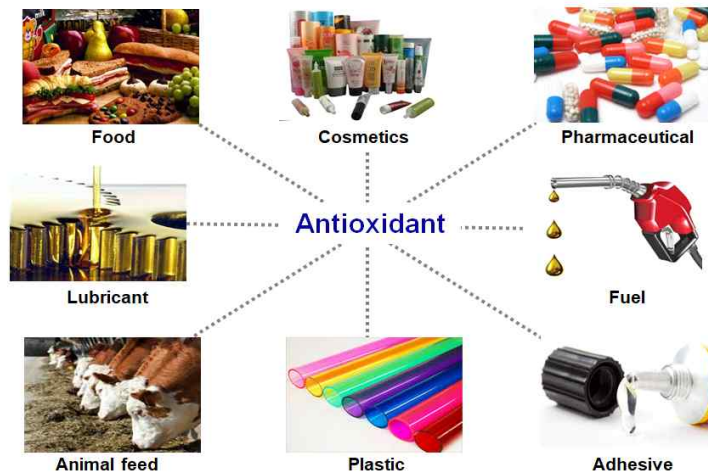 Food
Cosmetics
Pharmaceutical
Antioxidant
Lubricant
Fuel
Animal feed
Plastic
Adhesive